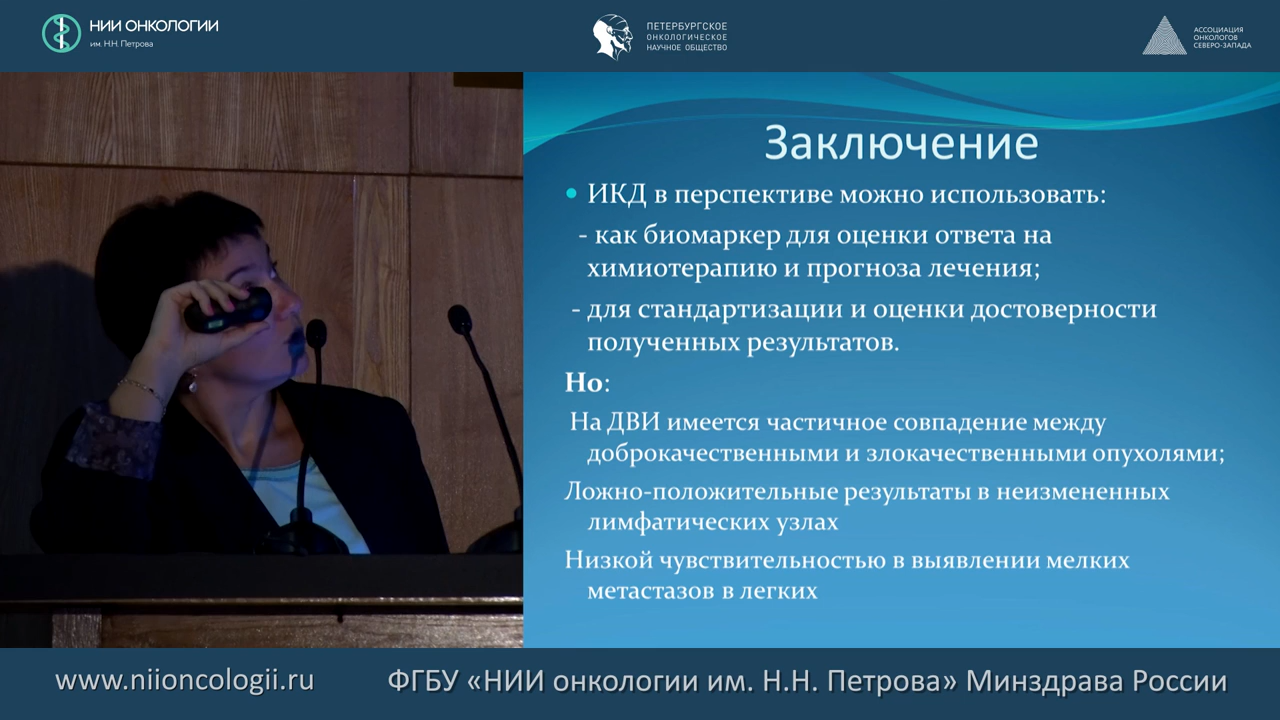 НИИ ОНКОЛОГИИ
им. Н.Н. Петрова
ПЕТЕРБУРГСКОЕ
ОНКОЛОГИЧЕСКОЕ
НАУЧНОЕ ОБЩЕСТВО
АССОЦИАЦИЯ
ОНКОЛОГОВ
СЕВЕРО-ЗАПАДА
Заключение
• ИКД в перспективе можно использовать:
- как биомаркер для оценки ответа на
химиотерапию и прогноза лечения;
- для стандартизации и оценки достоверности
полученных результатов.
Но:
На ДВИ имеется частичное совпадение между
доброкачественными и злокачественными опухолями;
Ложно-положительные результаты в неизмененных
лимфатических узлах
Низкой чувствительностью в выявлении мелких
метастазов в легких
www.niioncologii.ru
ФГБУ «НИИ онкологии им. Н.Н. Петрова» Минздрава России